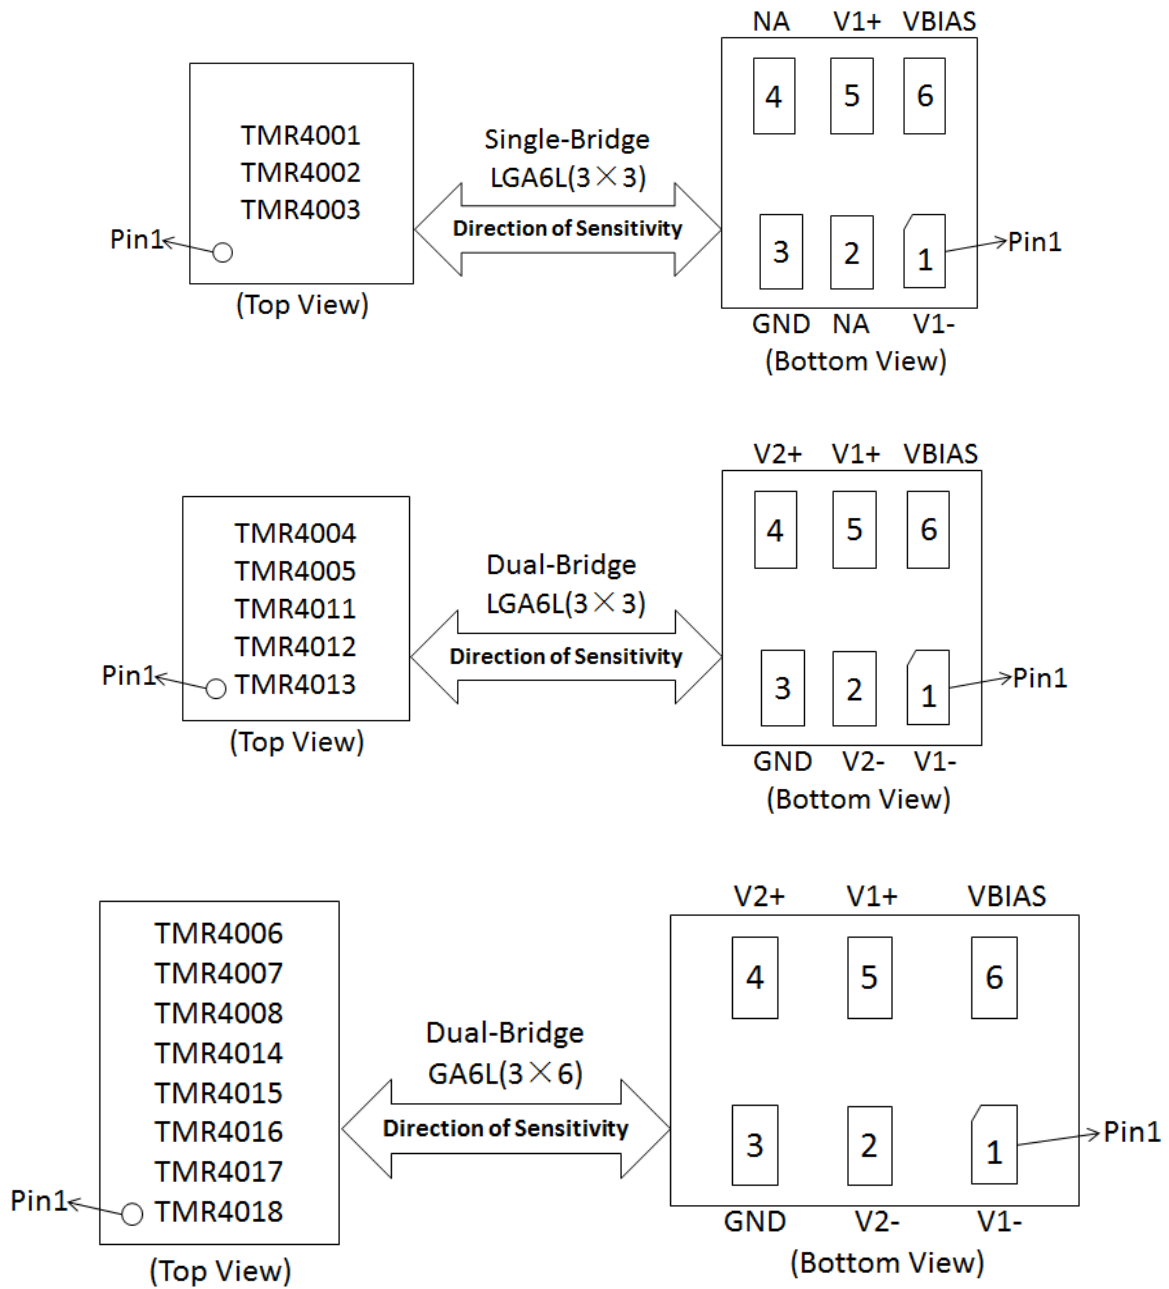 NA V1+ VBIAS
4 5 6
TMR4001
TMR4002
TMR4003
Pin1
(Top View)
Single-Bridge
LGA6L(3×3)
Direction of Sensitivity
3 2 1
Pin1
GND NA V1-
(Bottom View)
V2+ V1+ VBIAS
4 5 6
TMR4004
TMR4005
TMR4011
TMR4012
TMR4013
Pin1
(Top View)
Dual-Bridge
LGA6L(3×3)
Direction of Sensitivity
3 2 1
Pin1
GND V2- V1-
(Bottom View)
V2+ V1+ VBIAS
4 5 6
TMR4006
TMR4007
TMR4008
TMR4014
TMR4015
TMR4016
TMR4017
TMR4018
Pin1
(Top View)
Dual-Bridge
GA6L(3×6)
Direction of Sensitivity
3 2 1
Pin1
GND V2- V1-
(Bottom View)